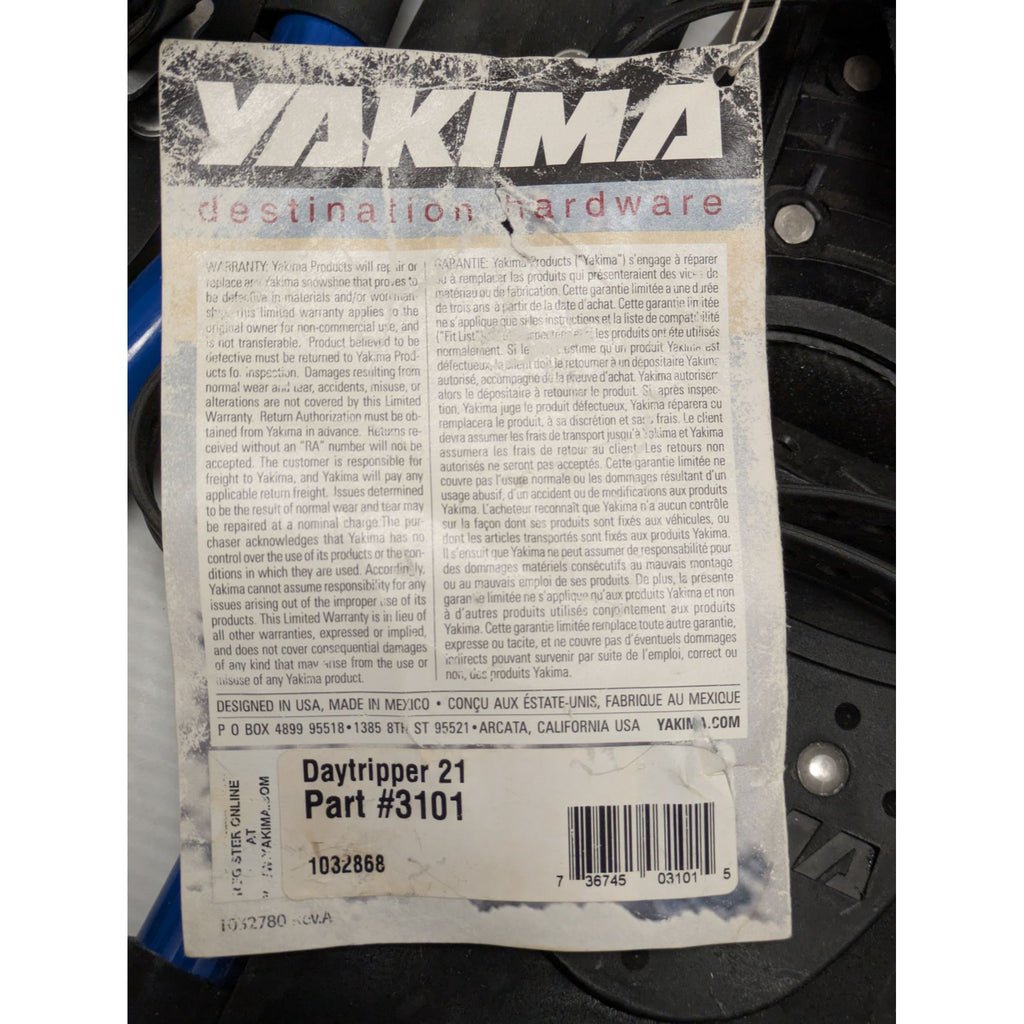 YAKIMA
destination hardware
WARRANTY: Yakima Products will repair or
replace any Yakima snowshoe that proves to
be defective in materials and/or workman-
ship. This limited warranty applies to the
original owner for non-commercial use, and
is not transferable. Product believed to be
defective must be returned to Yakima Prod-
ucts for inspection. Damages resulting from
normal wear and tear, accidents, misuse, or
alterations are not covered by this Limited
Warranty. Return Authorization must be ob-
tained from Yakima in advance. Returns re-
ceived without an "RA" number will not be
accepted. The customer is responsible for
freight to Yakima, and Yakima will pay any
applicable return freight. Issues determined
to be the result of normal wear and tear may
be repaired at a nominal charge.The pur-
chaser acknowledges that Yakima has no
control over the use of its products or the con-
ditions in which they are used. Accordingly,
Yakima cannot assume responsibility for any
issues arising out of the improper use of its
products. This Limited Warranty is in lieu of
all other warranties, expressed or implied,
and does not cover consequential damages
of any kind that may arise from the use or
misuse of any Yakima product.
GARANTIE: Yakima Products ("Yakima") s'engage à réparer
ou à remplacer les produits qui présenteraient des vices de
matériau ou de fabrication. Cette garantie limitée a une durée
de trois ans à partir de la date d'achat. Cette garantie limitée
ne s'applique que si les instructions et la liste de compatibilité
("Fit List") les produits ont été utilisés
normalement. Si le estime qu'un produit Yakima est
défectueux, le client doit le retourner à un dépositaire Yakima
autorisé, accompagné de la preuve d'achat. Yakima autoriser
alors le dépositaire à retourner le produit. Si, après inspec-
tion, Yakima juge le produit défectueux, Yakima réparera ou
remplacera le produit, à sa discrétion et sans frais. Le client
devra assumer les frais de transport jusqu'à Yakima et Yakima
assumera les frais de retour au client. Les retours non
autorisés ne seront pas acceptés. Cette garantie limitée ne
couvre pas l'usure normale ou les dommages résultant d'un
usage abusif, d'un accident ou de modifications aux produits
Yakima. L'acheteur reconnaît que Yakima n'a aucun contrôle
sur la façon dont ses produits sont fixés aux véhicules, ou
dont les articles transportés sont fixés aux produits Yakima.
Il s'ensuit que Yakima ne peut assumer de responsabilité pour
des dommages matériels consécutifs au mauvais montage
ou au mauvais emploi de ses produits. De plus, la présente
garantie limitée ne s'applique qu'aux produits Yakima et non
à d'autres produits utilisés conjointement aux produits
Yakima. Cette garantie limitée remplace toute autre garantie,
expresse ou tacite, et ne couvre pas d'éventuels dommages
indirects pouvant survenir par suite de l'emploi, correct ou
non, des produits Yakima.
DESIGNED IN USA, MADE IN MEXICO • CONÇU AUX ÉSTATE-UNIS, FABRIQUE AU MEXIQUE
P O BOX 4899 95518 • 1385 8TH ST 95521 • ARCATA, CALIFORNIA USA YAKIMA.COM
REGISTER ONLINE
AT
WWW.YAKIMA.COM
Daytripper 21
Part #3101
1032868
7 36745 03101 5
1032780 Rev.A